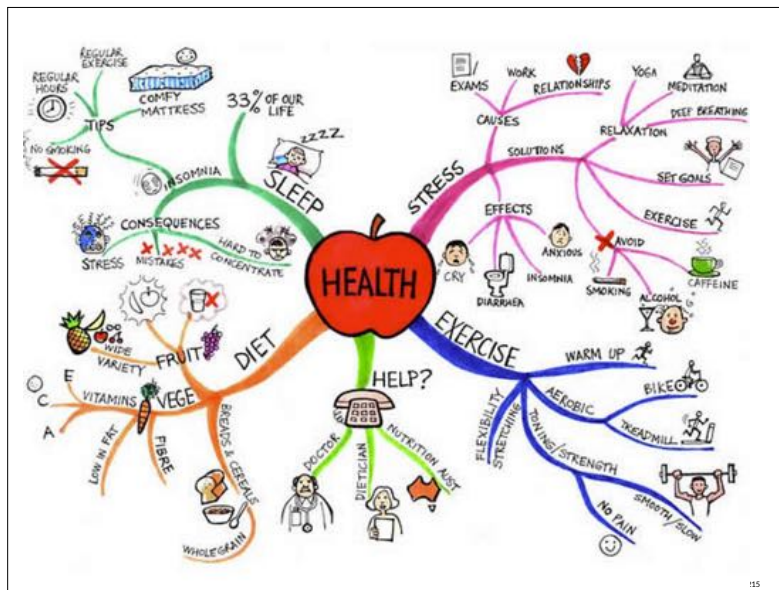 HEALTH
SLEEP
33% OF OUR
LIFE
ZZZZ
INSOMNIA
TIPS
REGULAR
HOURS
REGULAR
EXERCISE
COMFY
MATTRESS
NO SMOKING
CONSEQUENCES
STRESS
MISTAKES
HARD TO
CONCENTRATE
STRESS
CAUSES
EXAMS
WORK
RELATIONSHIPS
SOLUTIONS
RELAXATION
YOGA
MEDITATION
DEEP BREATHING
SET GOALS
EXERCISE
AVOID
SMOKING
ALCOHOL
CAFFEINE
EFFECTS
CRY
DIARRHEA
INSOMNIA
ANXIOUS
EXERCISE
WARM UP
AEROBIC
BIKE
TREADMILL
TONING/STRENGTH
SMOOTH/SLOW
NO PAIN
FLEXIBILITY
STRETCHING
HELP?
DOCTOR
DIETICIAN
NUTRITION AUST
DIET
FRUIT
WIDE
VARIETY
VEGE
VITAMINS
E
C
A
LOW IN FAT
FIBRE
BREADS & CEREALS
WHOLEGRAIN